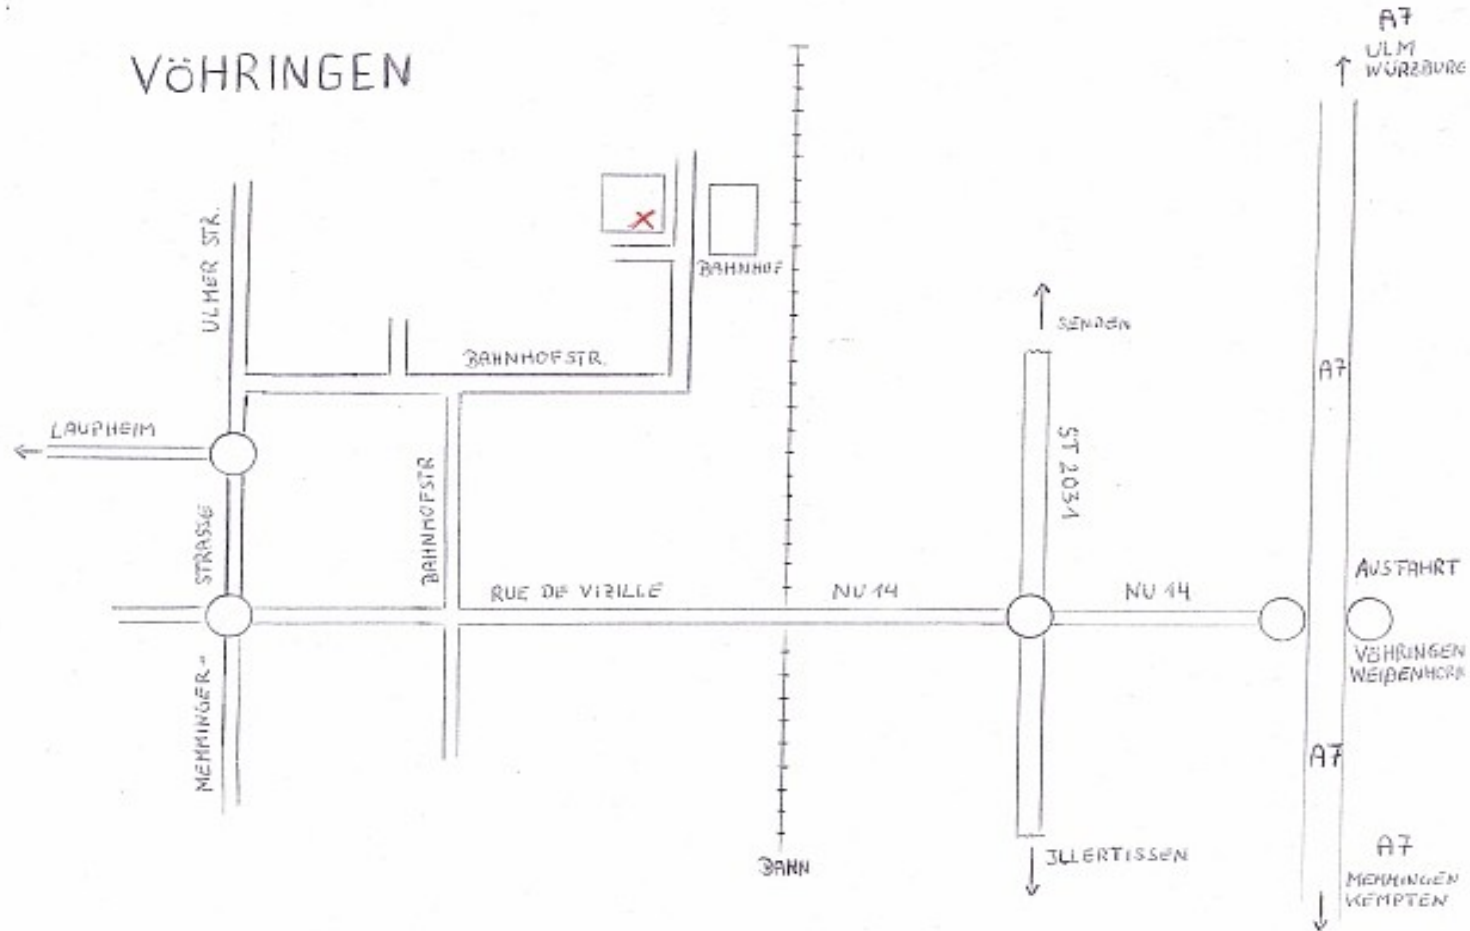 A7
ULM
WÜRZBURG
VÖHRINGEN
ULMER STR.
BAHNHOF
SENDEN
BAHNHOFSTR.
A7
LAUPHEIM
ST 2031
BAHNHOFSTR
STRASSE
AUSFAHRT
RUE DE VIZILLE
NU 14
NU 14
VÖHRINGEN
WEIßENHORN
MEMMINGER-
A7
BAHN
ILLERTISSEN
A7
MEMMINGEN
KEMPTEN